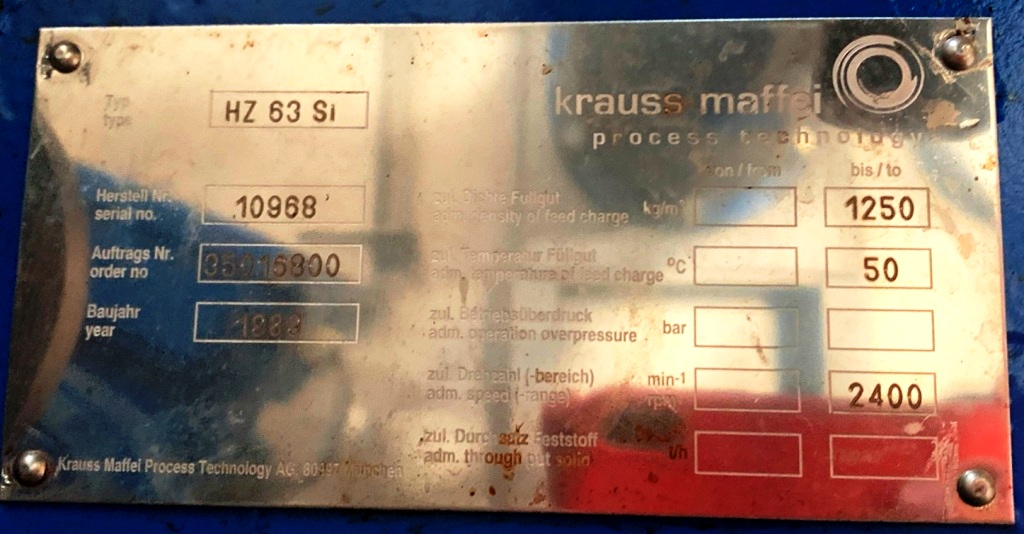 krauss maffei
process technology
Typ
type
HZ 63 Si
von / from
bis / to
Herstell Nr.
serial no.
10968
zul. Dichte Füllgut
adm. density of feed charge
kg/m³
1250
Auftrags Nr.
order no
35016800
zul. Temperatur Füllgut
adm. temperature of feed charge
°C
50
Baujahr
year
zul. Betriebsüberdruck
adm. operation overpressure
bar
zul. Drehzahl (-bereich)
adm. speed (-range)
min-1
rpm
2400
zul. Durchsatz Feststoff
adm. through put solid
t/h
Krauss Maffei Process Technology AG, 80997 München